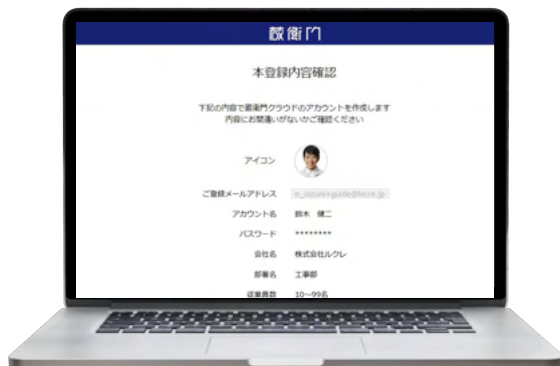 蔵衛門
本登録内容確認
下記の内容で蔵衛門クラウドのアカウントを作成します
内容にお間違いがないかご確認ください
アイコン
ご登録メールアドレス n_oizumi+guide@lecre.jp
アカウント名 鈴木 健二
パスワード ********
会社名 株式会社ルクレ
部署名 工事部
従業員数 10〜99名